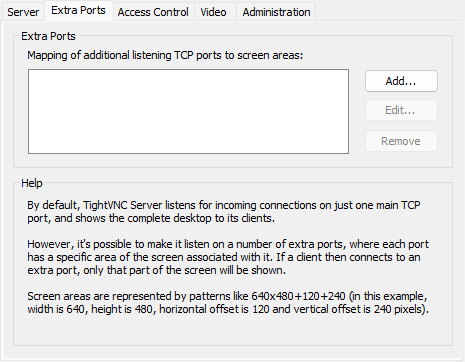 Server Extra Ports Access Control Video Administration
Extra Ports
Mapping of additional listening TCP ports to screen areas:
Add...
Edit...
Remove
Help
By default, TightVNC Server listens for incoming connections on just one main TCP
port, and shows the complete desktop to its clients.
However, it's possible to make it listen on a number of extra ports, where each port
has a specific area of the screen associated with it. If a client then connects to an
extra port, only that part of the screen will be shown.
Screen areas are represented by patterns like 640x480+120+240 (in this example,
width is 640, height is 480, horizontal offset is 120 and vertical offset is 240 pixels).